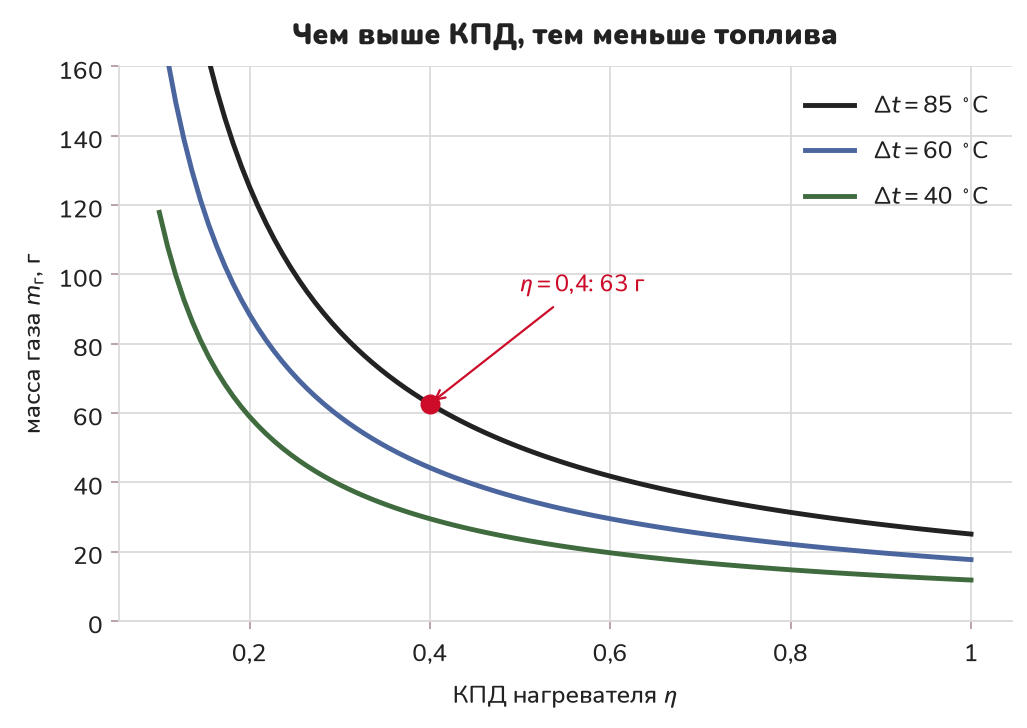 Чем выше КПД, тем меньше топлива
масса газа mг, г
160
140
120
100
80
60
40
20
0
Δt = 85 °C
Δt = 60 °C
Δt = 40 °C
η = 0,4: 63 г
0,2
0,4
0,6
0,8
1
КПД нагревателя η